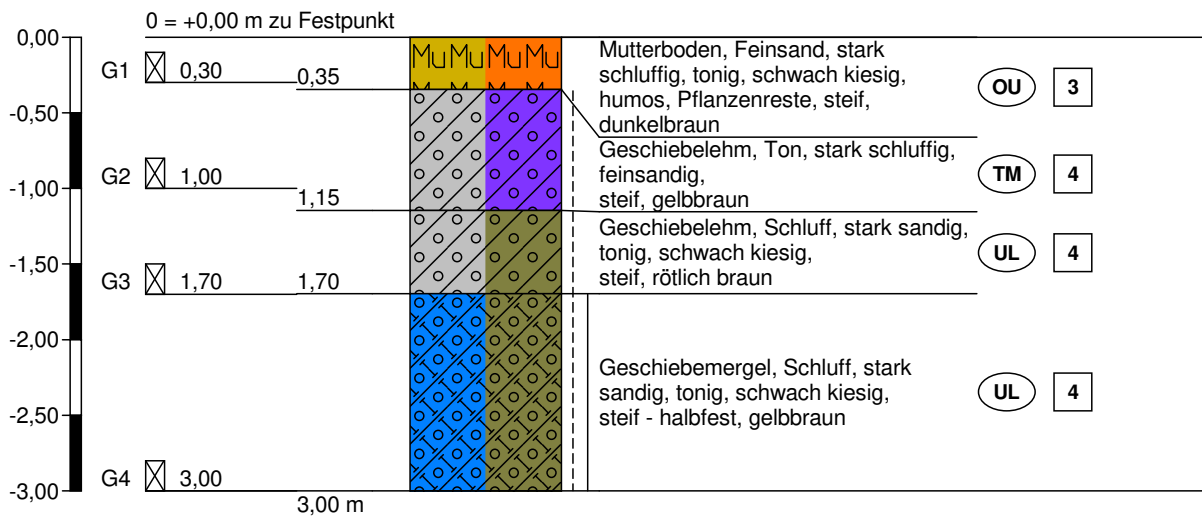 0 = +0,00 m zu Festpunkt
0,00
G1 0,30 0,35
Mu Mu Mu Mu
Mutterboden, Feinsand, stark
schluffig, tonig, schwach kiesig,
humos, Pflanzenreste, steif,
dunkelbraun
OU 3
-0,50
G2 1,00
-1,00
1,15
Geschiebelehm, Ton, stark schluffig,
feinsandig,
steif, gelbbraun
TM 4
-1,50
G3 1,70 1,70
Geschiebelehm, Schluff, stark sandig,
tonig, schwach kiesig,
steif, rötlich braun
UL 4
-2,00
-2,50
Geschiebemergel, Schluff, stark
sandig, tonig, schwach kiesig,
steif - halbfest, gelbbraun
UL 4
G4 3,00
-3,00
3,00 m